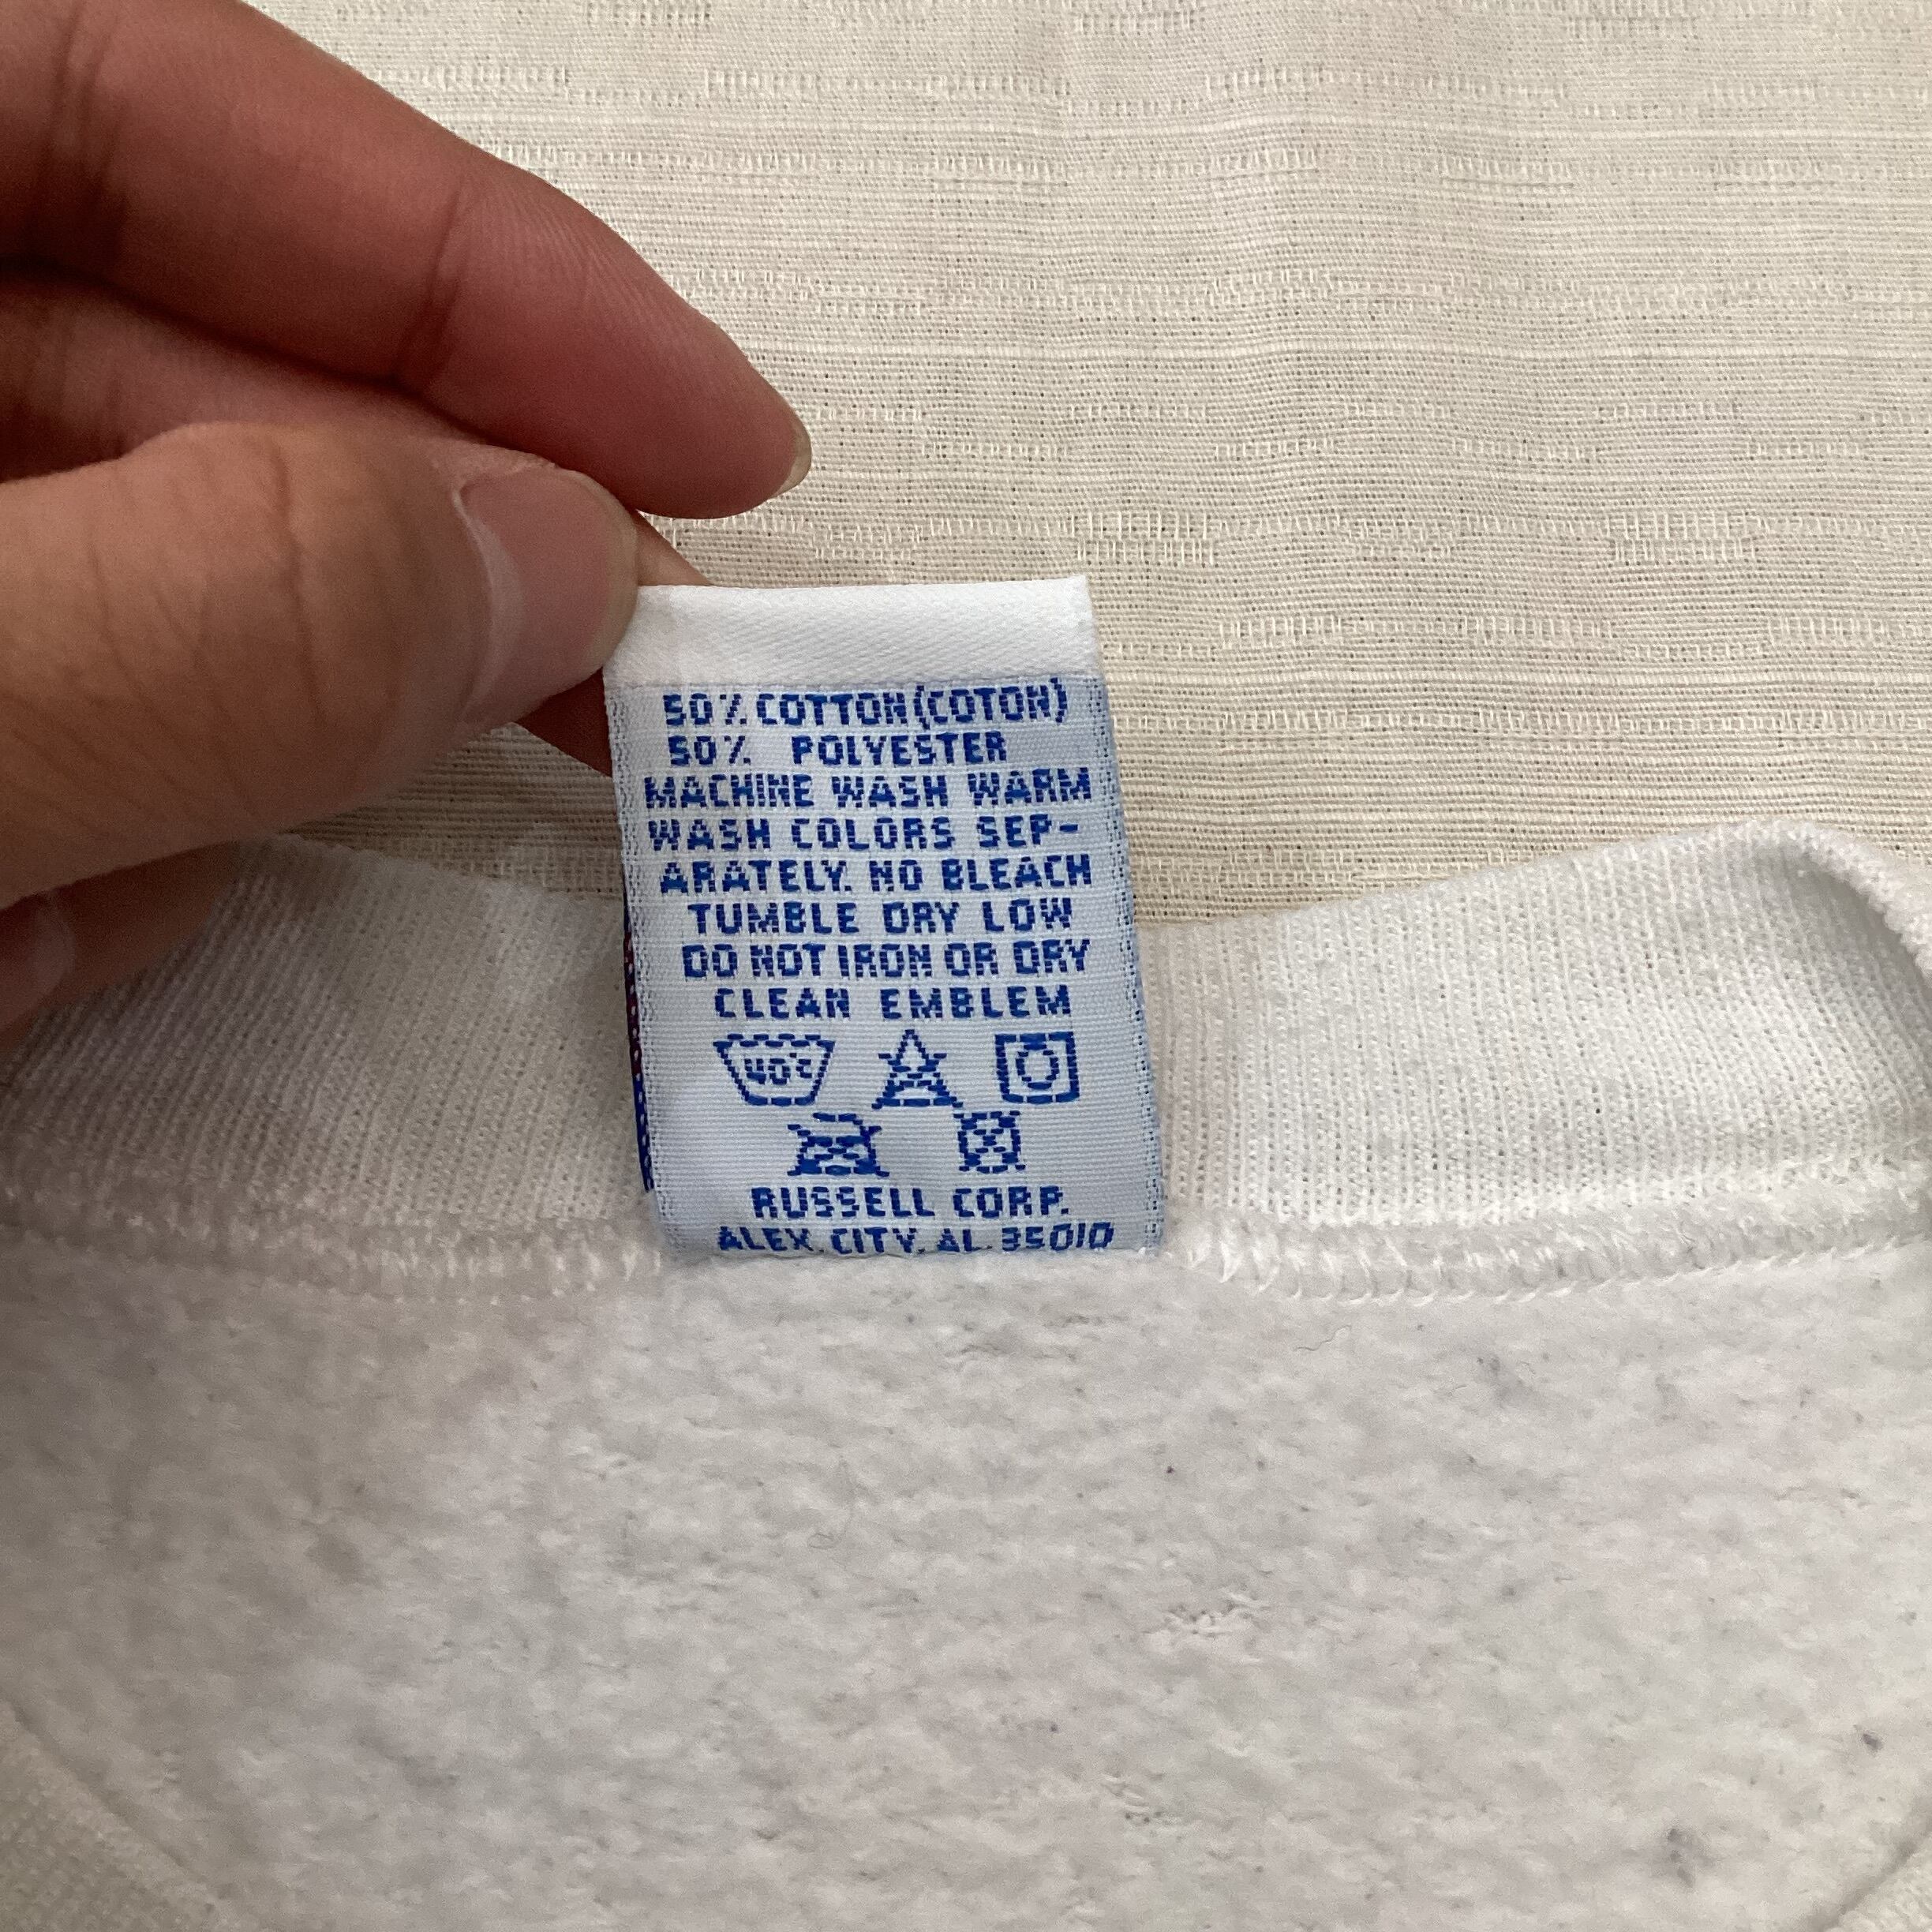 50% COTTON (COTON)
50% POLYESTER
MACHINE WASH WARM
WASH COLORS SEP-
ARATELY. NO BLEACH
TUMBLE DRY LOW
DO NOT IRON OR DRY
CLEAN EMBLEM
40°C
RUSSELL CORP.
ALEX. CITY, AL. 35010